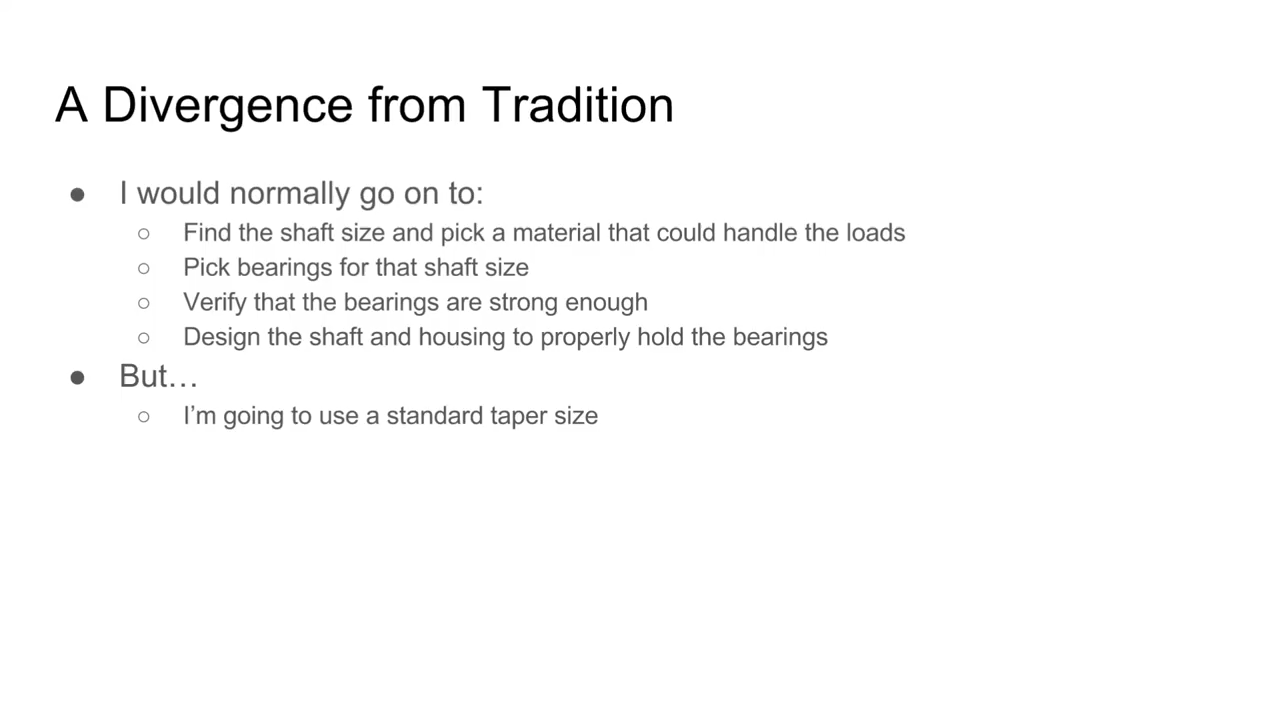 A Divergence from Tradition
● I would normally go on to:
○ Find the shaft size and pick a material that could handle the loads
○ Pick bearings for that shaft size
○ Verify that the bearings are strong enough
○ Design the shaft and housing to properly hold the bearings
● But…
○ I’m going to use a standard taper size